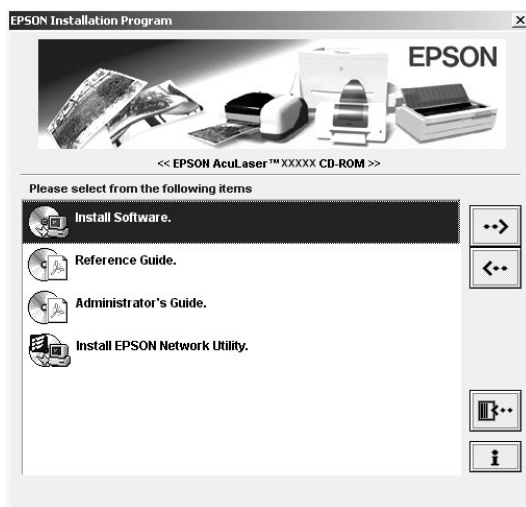 EPSON Installation Program
EPSON
<< EPSON AcuLaser™ XXXXX CD-ROM >>
Please select from the following items
Install Software.
Reference Guide.
Administrator's Guide.
Install EPSON Network Utility.